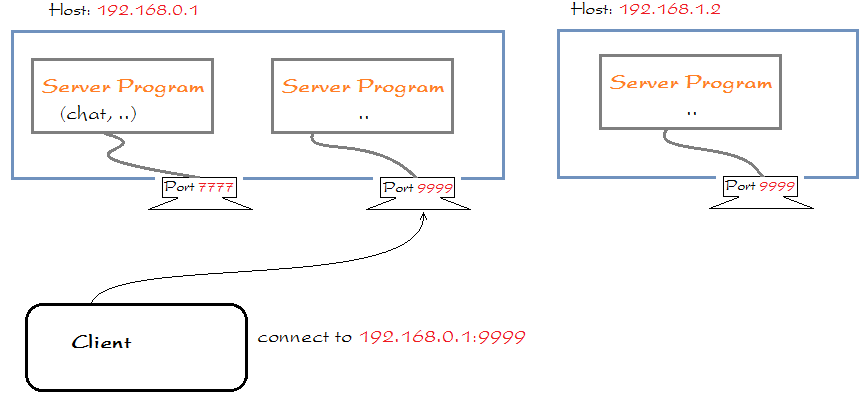 Host: 192.168.0.1
Host: 192.168.1.2
Server Program
(chat, ..)
Server Program
..
Server Program
..
Port 7777
Port 9999
Port 9999
Client
connect to 192.168.0.1:9999